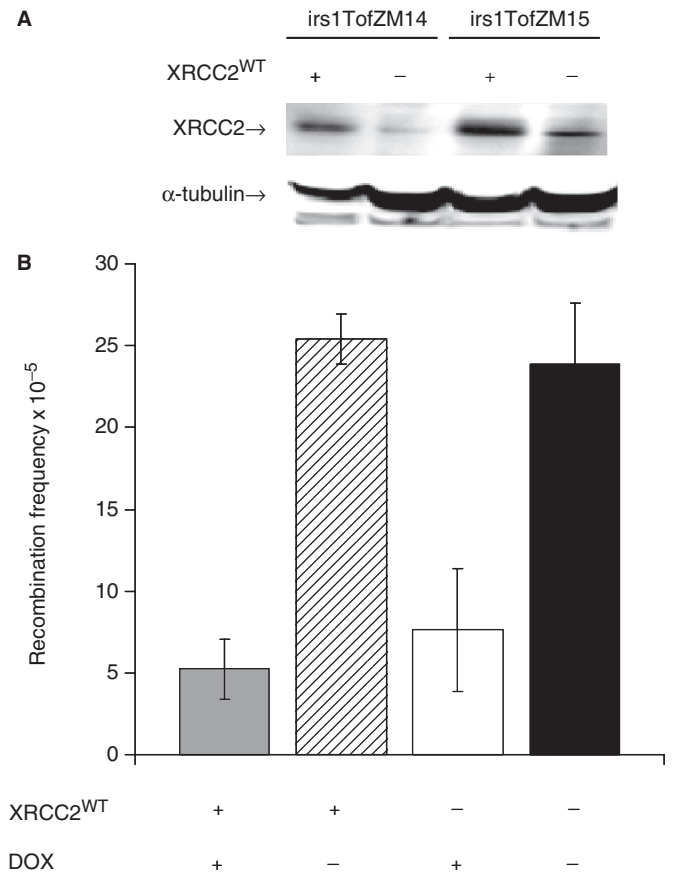 A
irs1TofZM14 irs1TofZM15
XRCC2WT + − + −
XRCC2→
α-tubulin→
B
30
25
20
15
10
5
0
Recombination frequency x 10−5
XRCC2WT + + − −
DOX + − + −